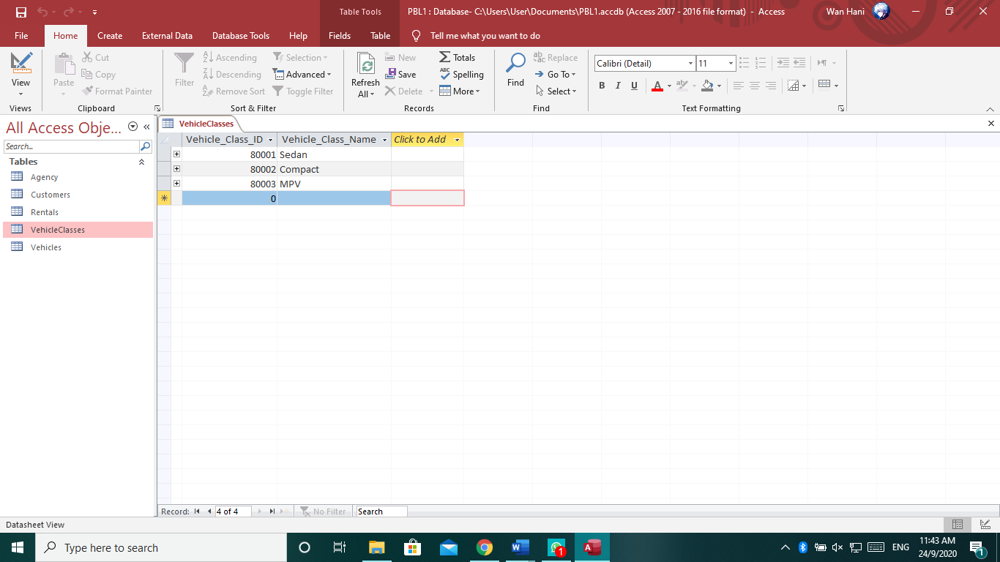 Table Tools
PBL1 : Database- C:\Users\User\Documents\PBL1.accdb (Access 2007 - 2016 file format) - Access
Wan Hani
File Home Create External Data Database Tools Help Fields Table Tell me what you want to do
View
Views
Paste
Cut
Copy
Format Painter
Clipboard
Filter
Ascending
Descending
Remove Sort
Selection
Advanced
Toggle Filter
Sort & Filter
Refresh
All
New
Save
Delete
Totals
Spelling
More
Records
Find
Replace
Go To
Select
Find
Calibri (Detail) 11
B I U
Text Formatting
All Access Obje...
Search...
Tables
Agency
Customers
Rentals
VehicleClasses
Vehicles
VehicleClasses
Vehicle_Class_ID Vehicle_Class_Name Click to Add
80001 Sedan
80002 Compact
80003 MPV
0
Record: 4 of 4 No Filter Search
Datasheet View
Type here to search
1
ENG
11:43 AM
24/9/2020
1